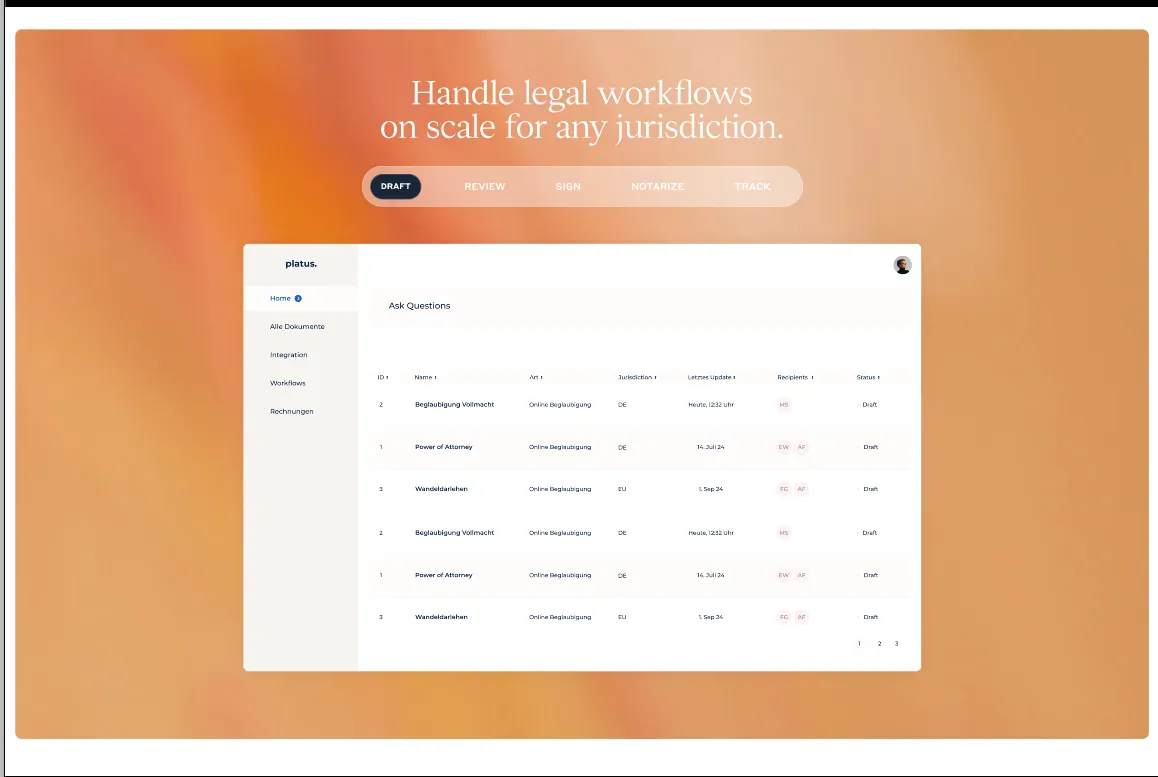 Handle legal workflows
on scale for any jurisdiction.
DRAFT REVIEW SIGN NOTARIZE TRACK
platus.
Home
Alle Dokumente
Integration
Workflows
Rechnungen
Ask Questions
ID Name Art Jurisdiction Letztes Update Recipients Status
2 Beglaubigung Vollmacht Online Beglaubigung DE Heute, 12:32 Uhr MS Draft
1 Power of Attorney Online Beglaubigung DE 14. Juli 24 EW AF Draft
3 Wandeldarlehen Online Beglaubigung EU 1. Sep 24 AF Draft
2 Beglaubigung Vollmacht Online Beglaubigung DE Heute, 12:32 Uhr MS Draft
1 Power of Attorney Online Beglaubigung DE 14. Juli 24 EW AF Draft
3 Wandeldarlehen Online Beglaubigung EU 1. Sep 24 AF Draft
1 2 3